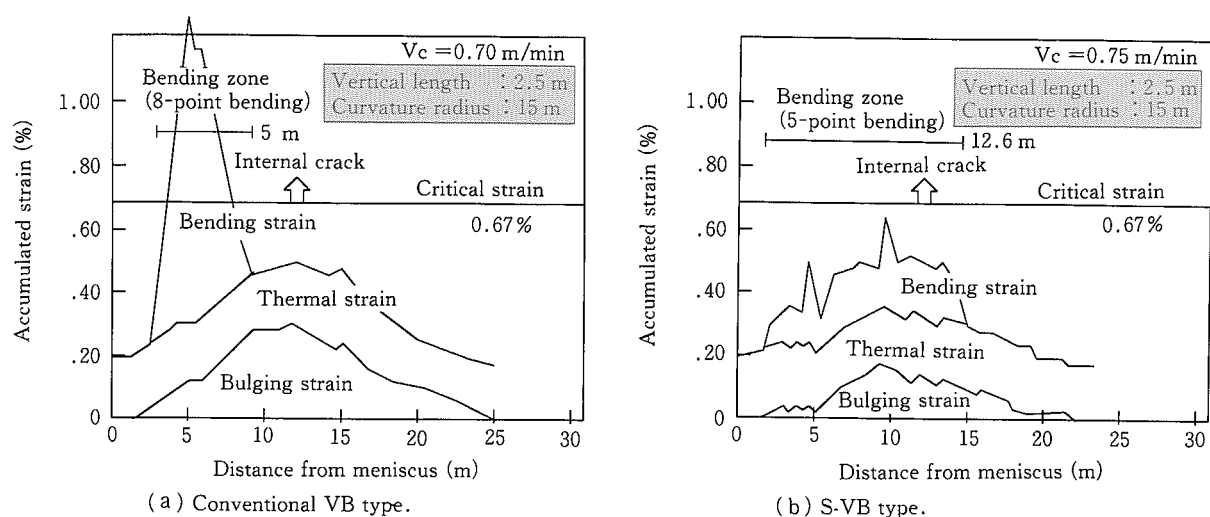 Vc = 0.70 m/min
Bending zone
(8-point bending)
Vertical length : 2.5 m
Curvature radius : 15 m
5 m
Internal crack
Critical strain
0.67%
Bending strain
Thermal strain
Bulging strain
Accumulated strain (%)
1.00
.80
.60
.40
.20
0
0 5 10 15 20 25 30
Distance from meniscus (m)
(a) Conventional VB type.
Vc = 0.75 m/min
Vertical length : 2.5 m
Curvature radius : 15 m
Bending zone
(5-point bending)
12.6 m
Internal crack
Critical strain
0.67%
Bending strain
Thermal strain
Bulging strain
Accumulated strain (%)
1.00
.80
.60
.40
.20
0
0 5 10 15 20 25 30
Distance from meniscus (m)
(b) S-VB type.